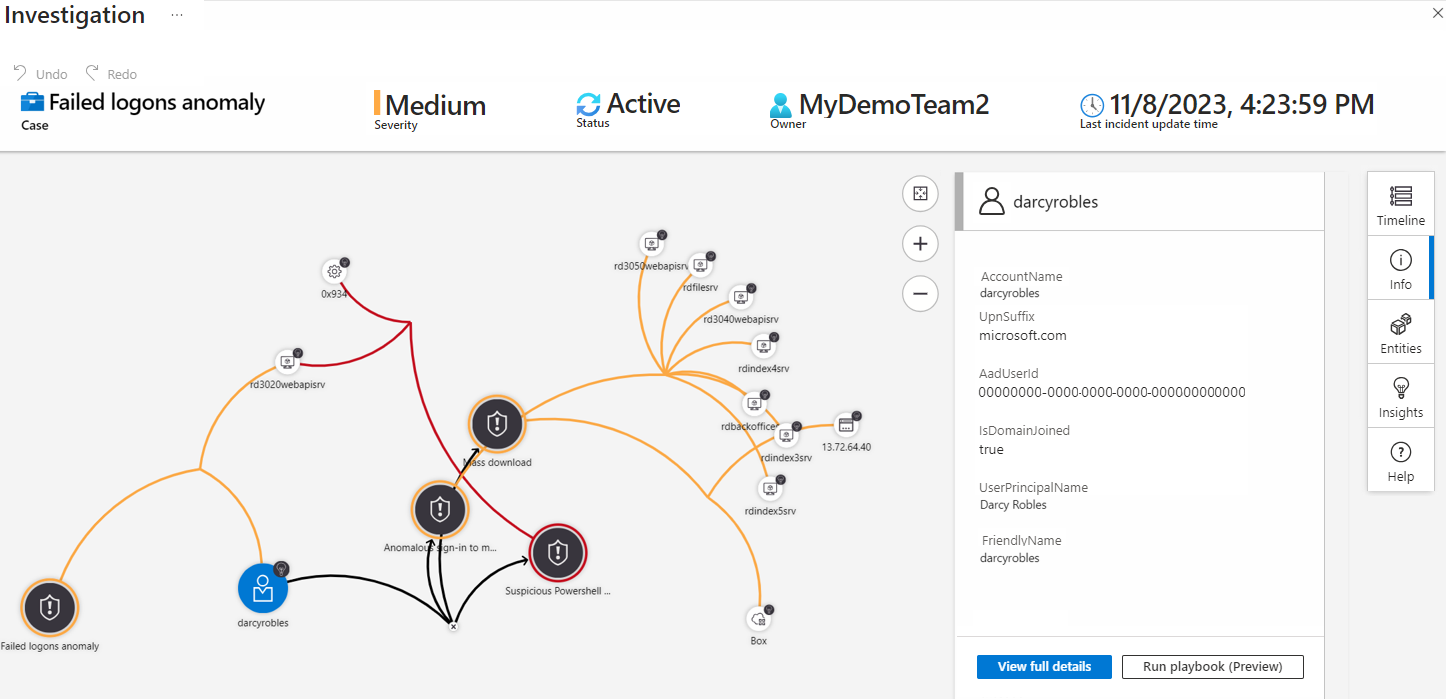 Investigation ...
Undo Redo
Failed logons anomaly
Case
Medium
Severity
Active
Status
MyDemoTeam2
Owner
11/8/2023, 4:23:59 PM
Last incident update time
rd3050webapisrv
rdfilesrv
0x934
rd3040webapisrv
rdindex4srv
rd3020webapisrv
rdbackoffice
13.72.64.40
rdindex3srv
Mass download
rdindex5srv
Anomalous sign-in to m...
Suspicious Powershell ...
darcyrobles
Box
Failed logons anomaly
darcyrobles
AccountName
darcyrobles
UpnSuffix
microsoft.com
AadUserId
00000000-0000-0000-0000-000000000000
IsDomainJoined
true
UserPrincipalName
Darcy Robles
FriendlyName
darcyrobles
View full details
Run playbook (Preview)
Timeline
Info
Entities
Insights
Help